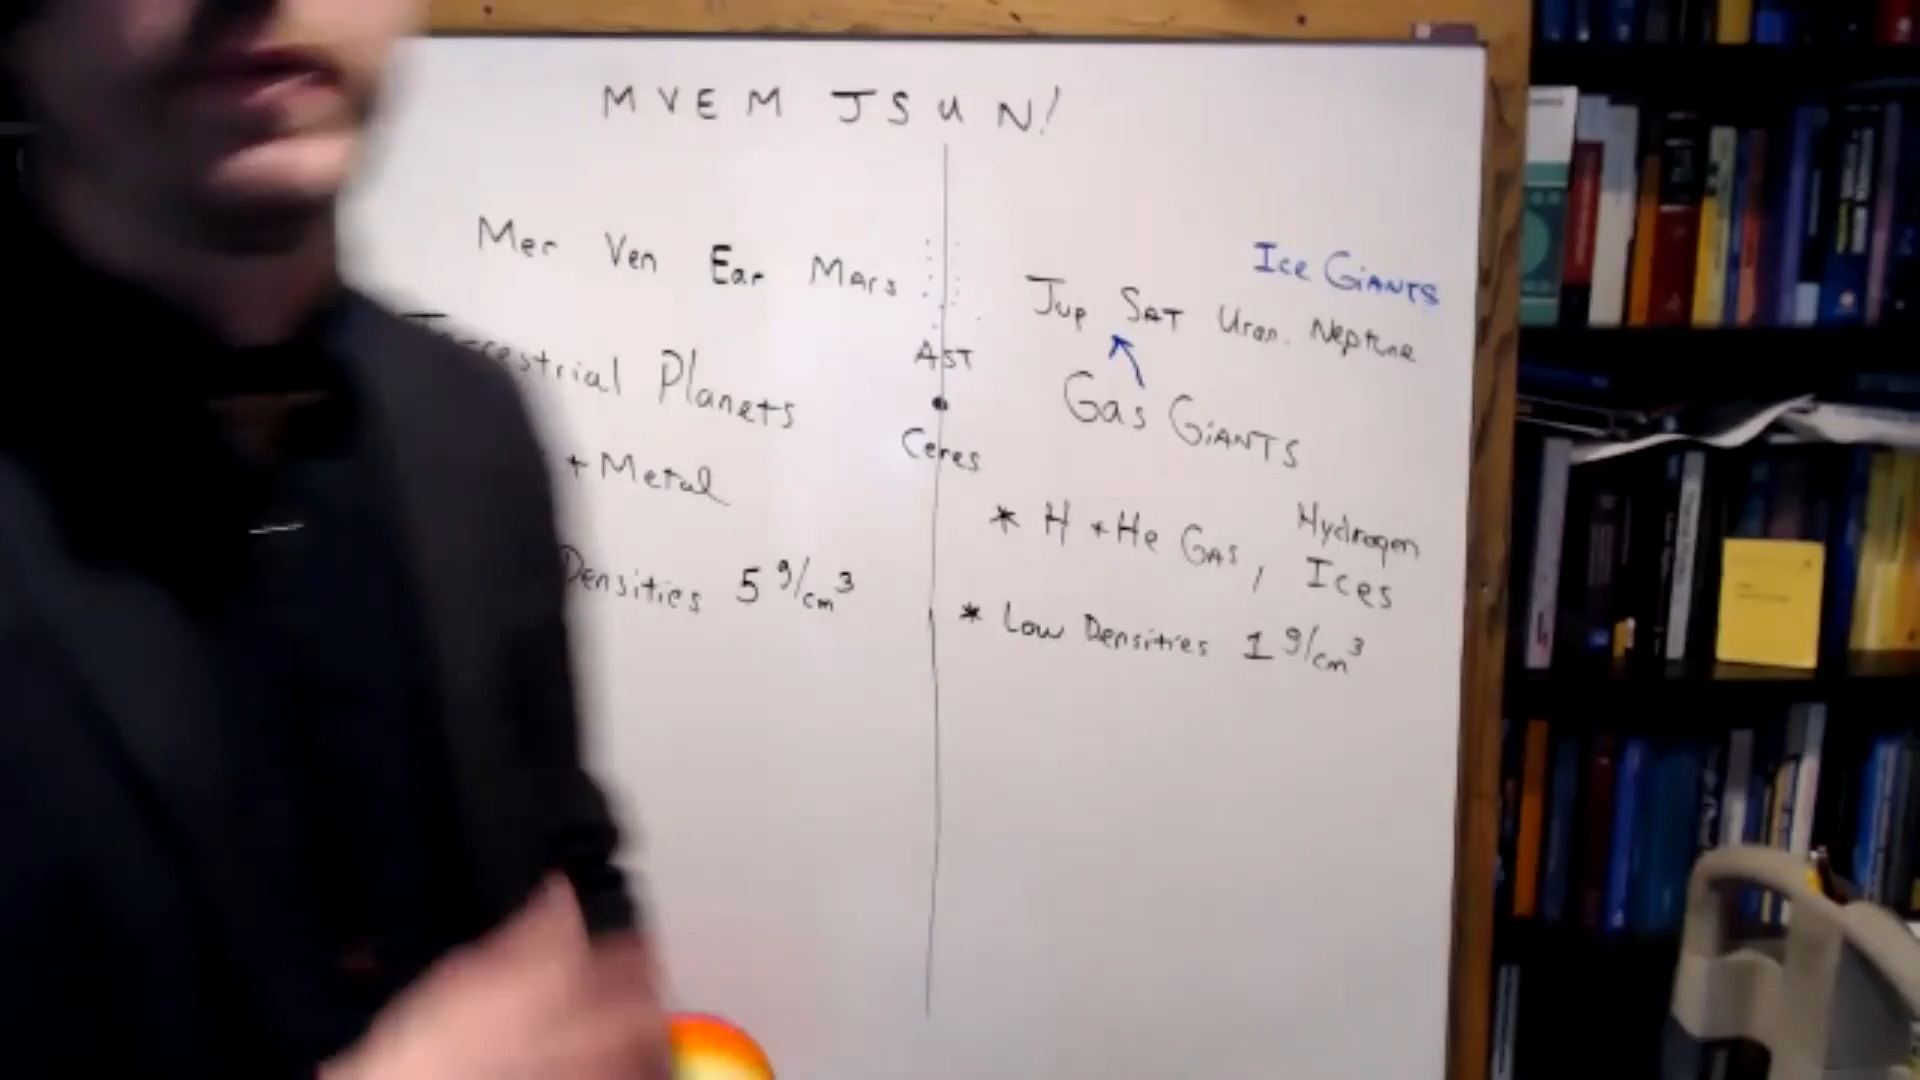 MVEM JSUN!
Mer Ven Ear Mars
Planets
+ Metal
Densities 5 g/cm³
AST
Ceres
Ice GIANTS
Jup SAT Uran. Neptune
Gas GIANTS
* H + He GAS, Hydrogen Ices
* Low Densities 1 g/cm³